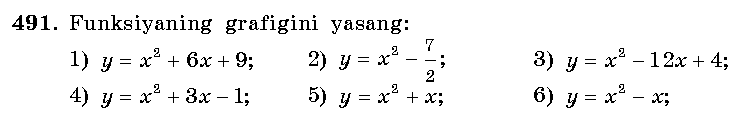 491. Funksiyaning grafigini yasang:
1) y = x² + 6x + 9; 2) y = x² − 7/2; 3) y = x² − 12x + 4;
4) y = x² + 3x − 1; 5) y = x² + x; 6) y = x² − x;